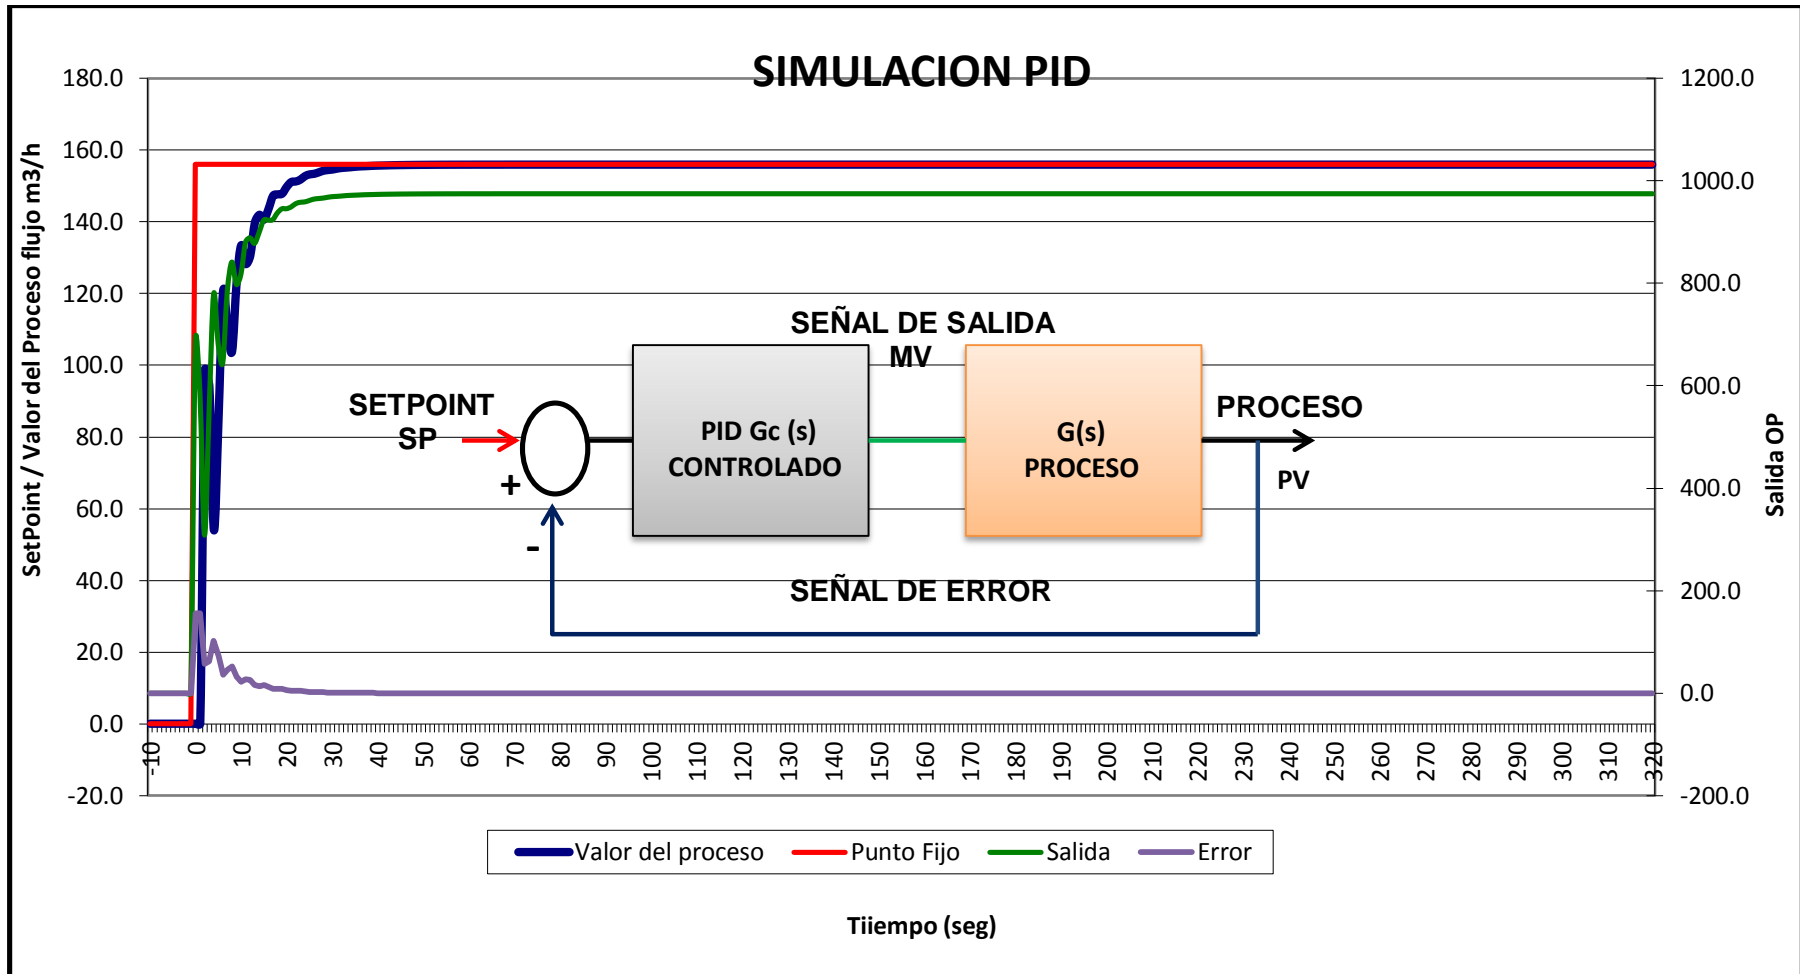 SIMULACION PID
180.0
160.0
140.0
120.0
100.0
80.0
60.0
40.0
20.0
0.0
-20.0
SetPoint / Valor del Proceso flujo m3/h
1200.0
1000.0
800.0
600.0
400.0
200.0
0.0
-200.0
Salida OP
SEÑAL DE SALIDA
MV
SETPOINT
SP
+
-
PID Gc (s)
CONTROLADO
G(s)
PROCESO
PROCESO
PV
SEÑAL DE ERROR
-10
0
10
20
30
40
50
60
70
80
90
100
110
120
130
140
150
160
170
180
190
200
210
220
230
240
250
260
270
280
290
300
310
320
Valor del proceso
Punto Fijo
Salida
Error
Tiiempo (seg)